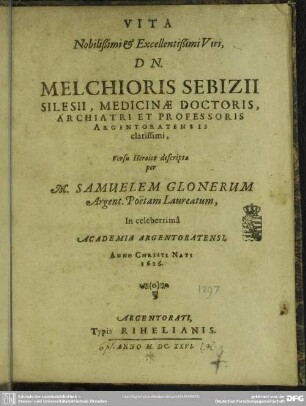 VITA
Nobilißimi & Excellentißimi Viri,
DN.
MELCHIORIS SEBIZII
SILESII, MEDICINÆ DOCTORIS,
ARCHIATRI ET PROFESSORIS
ARGENTORATENSIS
clarissimi,
versu Heroico descripta
per
M. SAMUELEM GLONERUM
Argent. Poëtam Laureatum,
In celeberrimâ
ACADEMIA ARGENTORATENSI,
ANNO CHRISTI NATI
1626.
ARGENTORATI,
Typis RIHELIANIS.
ANNO M. DC. XXVI.